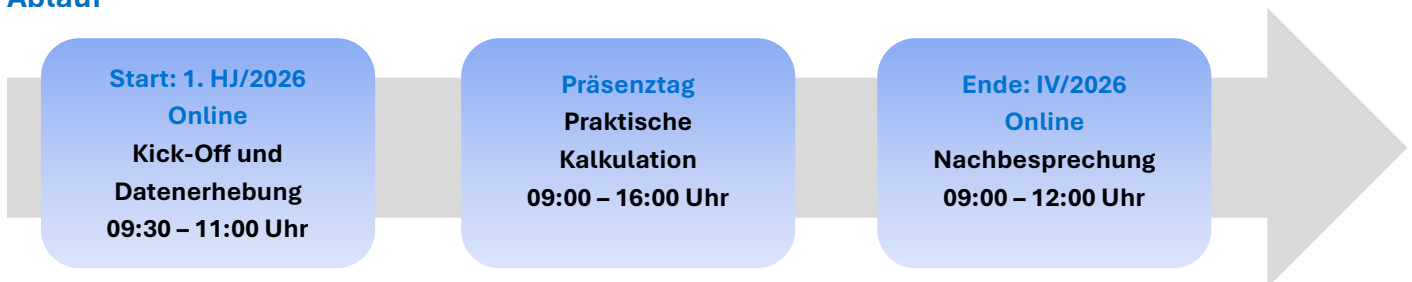 Ablauf
Start: 1. HJ/2026
Online
Kick-Off und
Datenerhebung
09:30 – 11:00 Uhr
Präsenztag
Praktische
Kalkulation
09:00 – 16:00 Uhr
Ende: IV/2026
Online
Nachbesprechung
09:00 – 12:00 Uhr